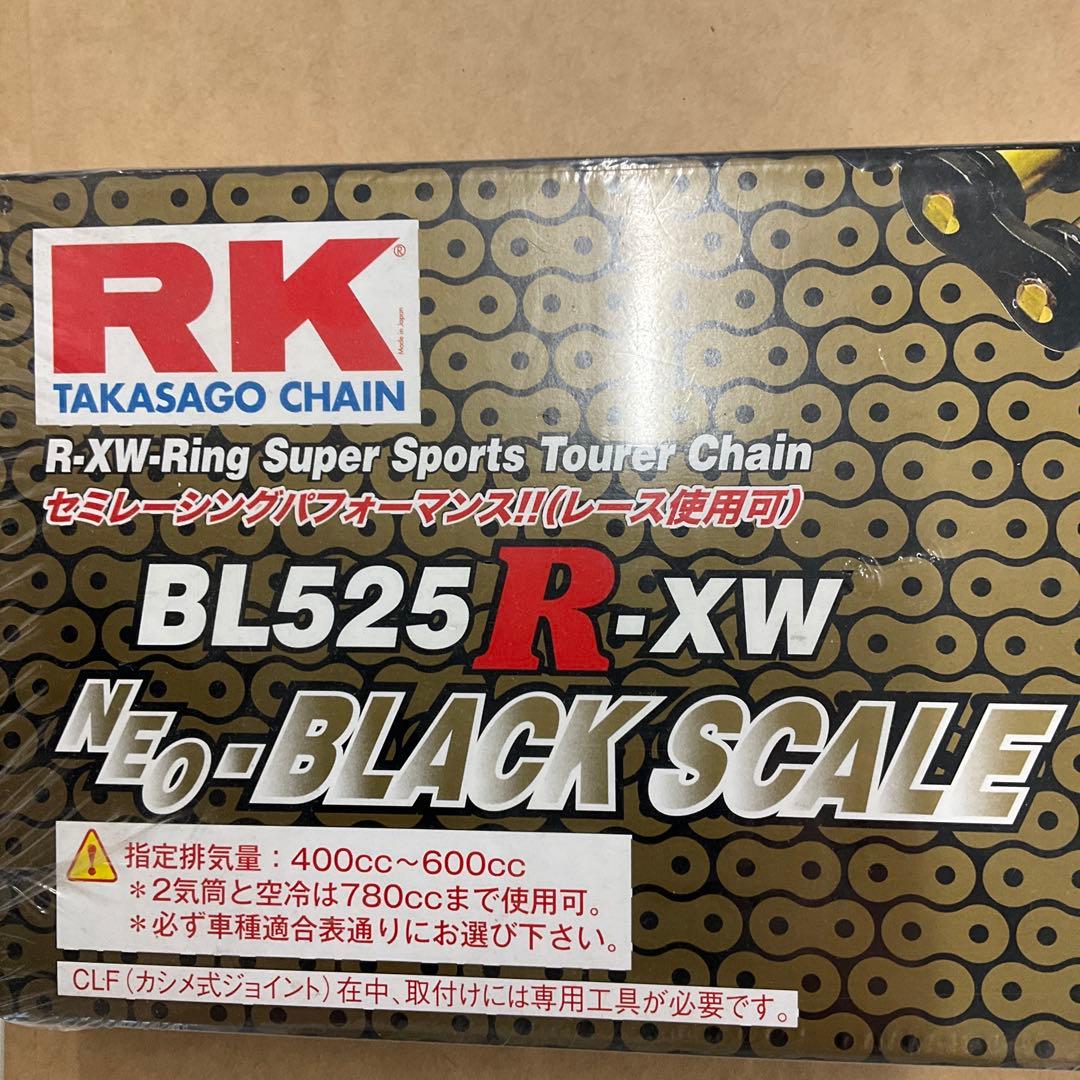 RK®
Made in Japan
TAKASAGO CHAIN
R-XW-Ring Super Sports Tourer Chain
セミレーシングパフォーマンス!!(レース使用可)
BL525R-XW
NEO-BLACK SCALE
指定排気量：400cc～600cc
＊2気筒と空冷は780ccまで使用可。
＊必ず車種適合表通りにお選び下さい。
CLF(カシメ式ジョイント)在中、取付けには専用工具が必要です。